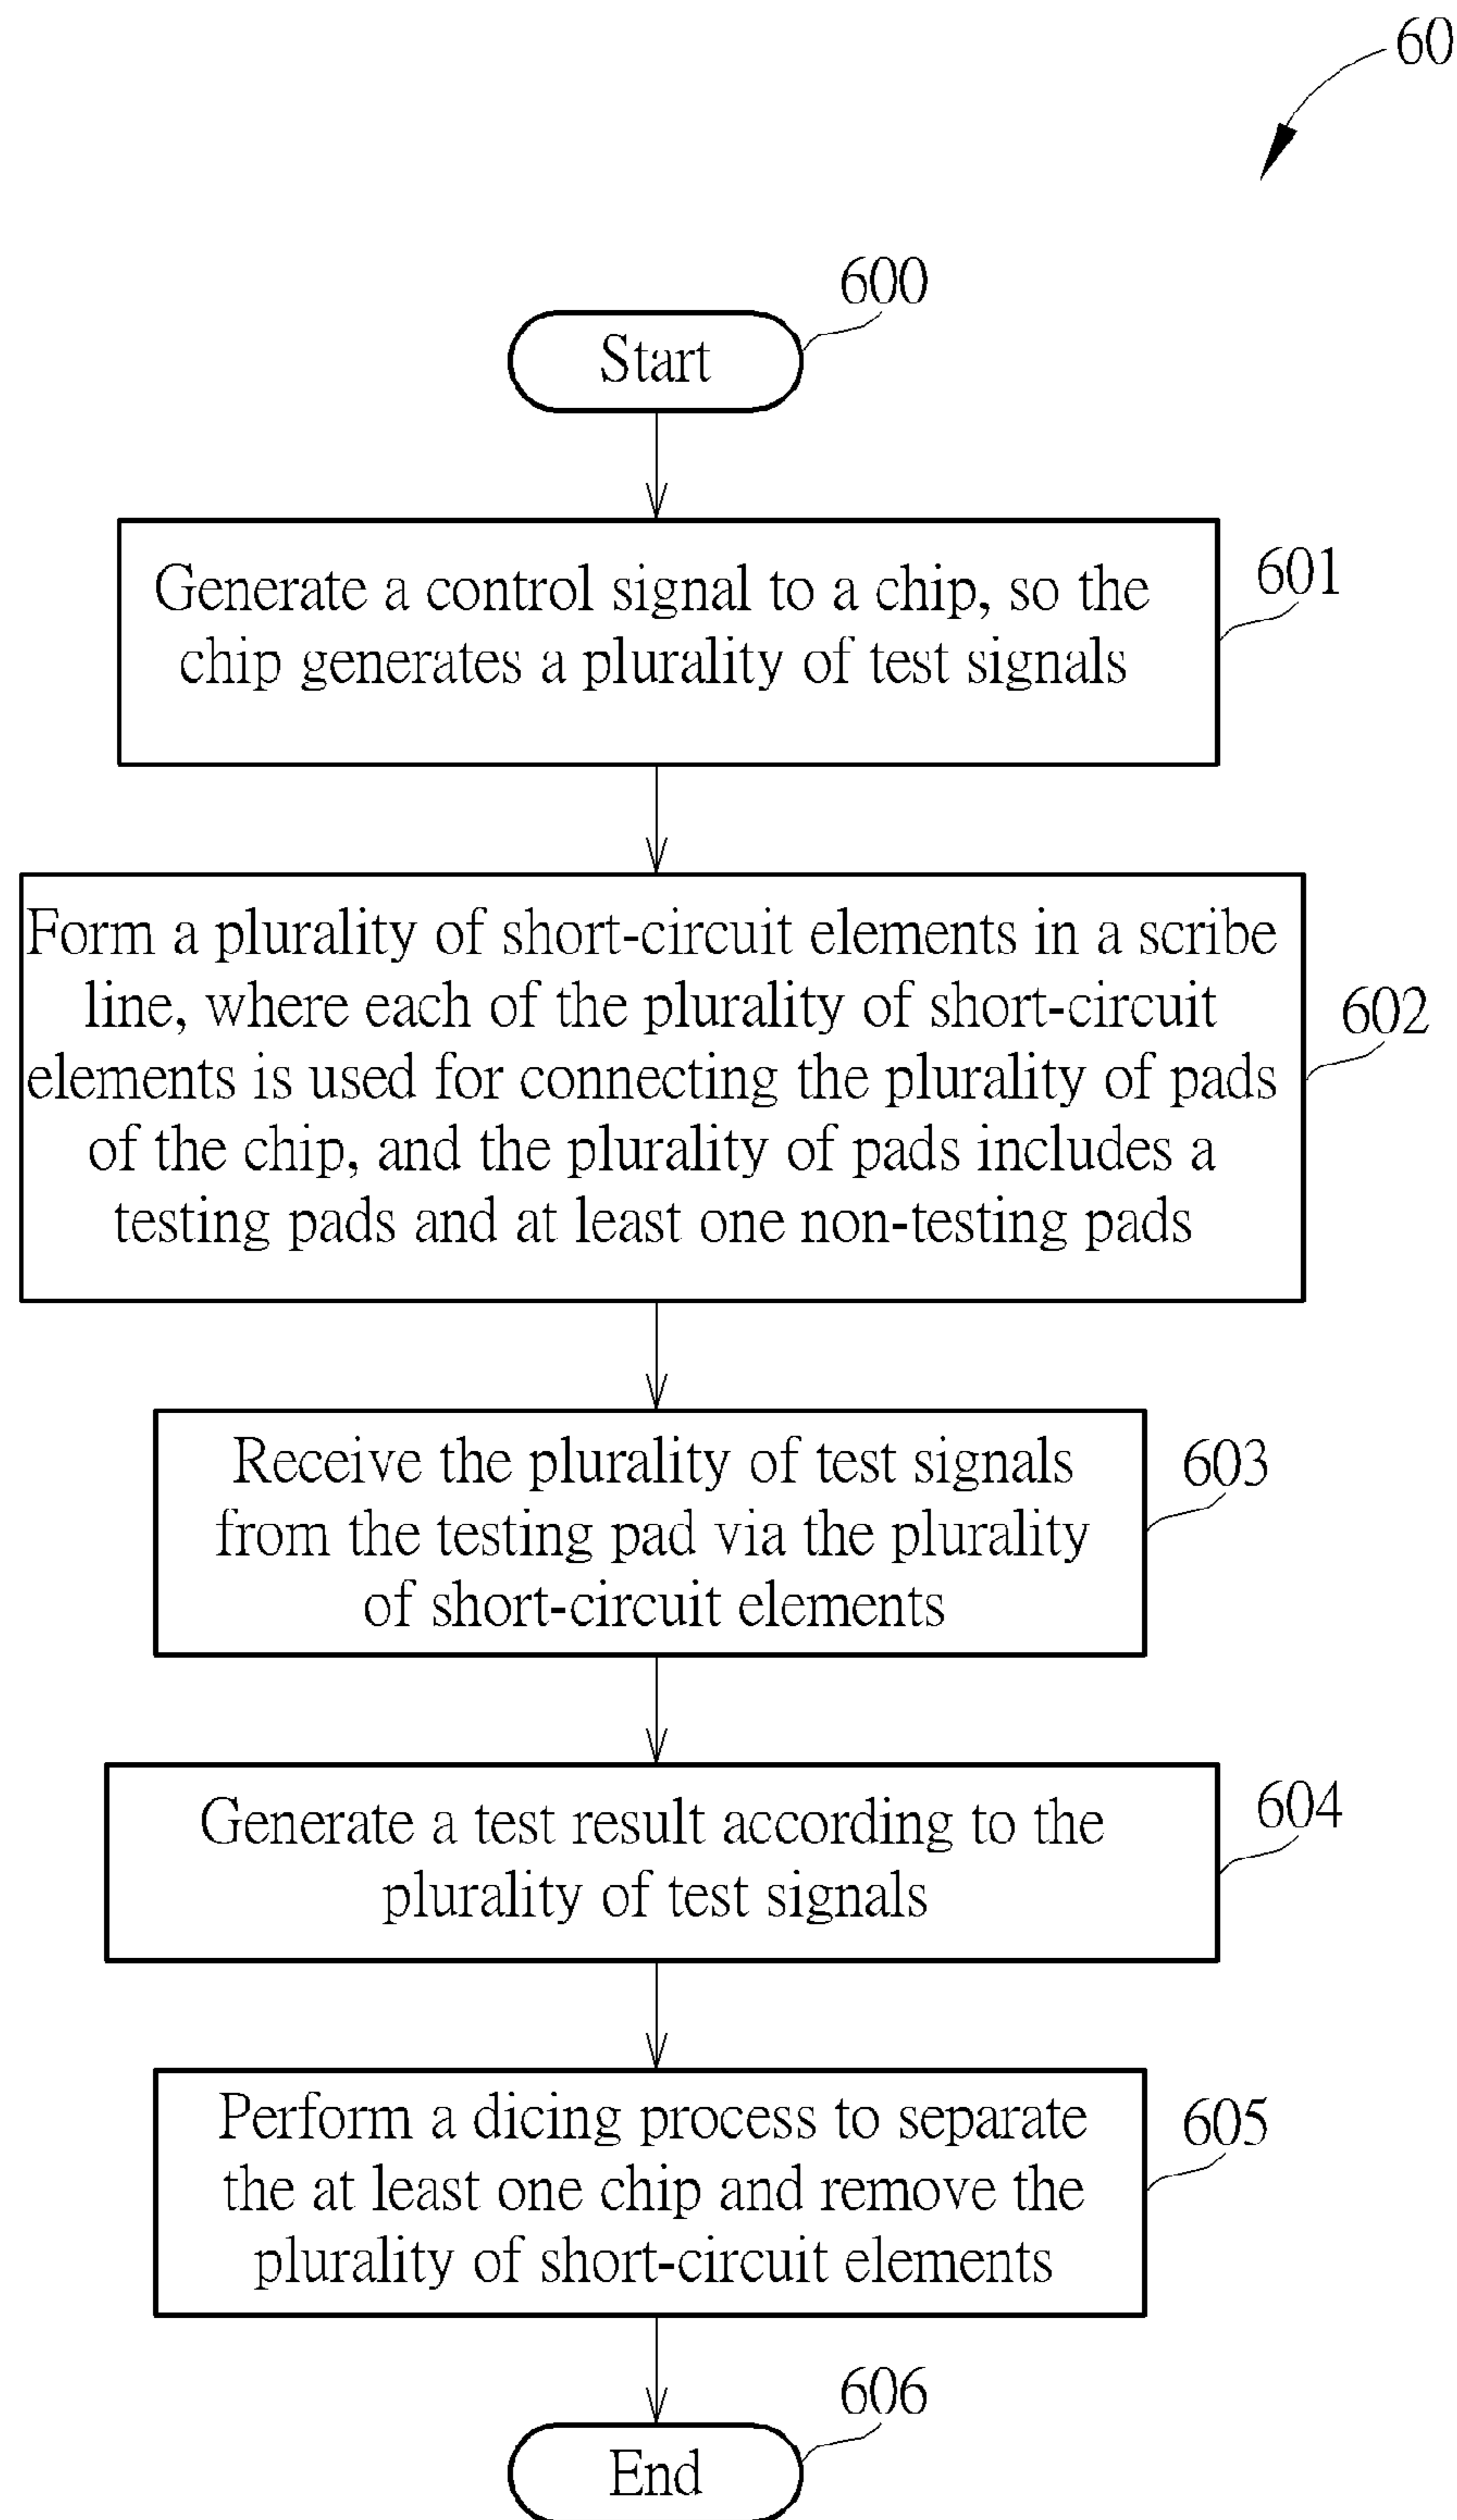 60
600
Start
Generate a control signal to a chip, so the
chip generates a plurality of test signals
601
Form a plurality of short-circuit elements in a scribe
line, where each of the plurality of short-circuit
elements is used for connecting the plurality of pads
of the chip, and the plurality of pads includes a
testing pads and at least one non-testing pads
602
Receive the plurality of test signals
from the testing pad via the plurality
of short-circuit elements
603
Generate a test result according to the
plurality of test signals
604
Perform a dicing process to separate
the at least one chip and remove the
plurality of short-circuit elements
605
606
End